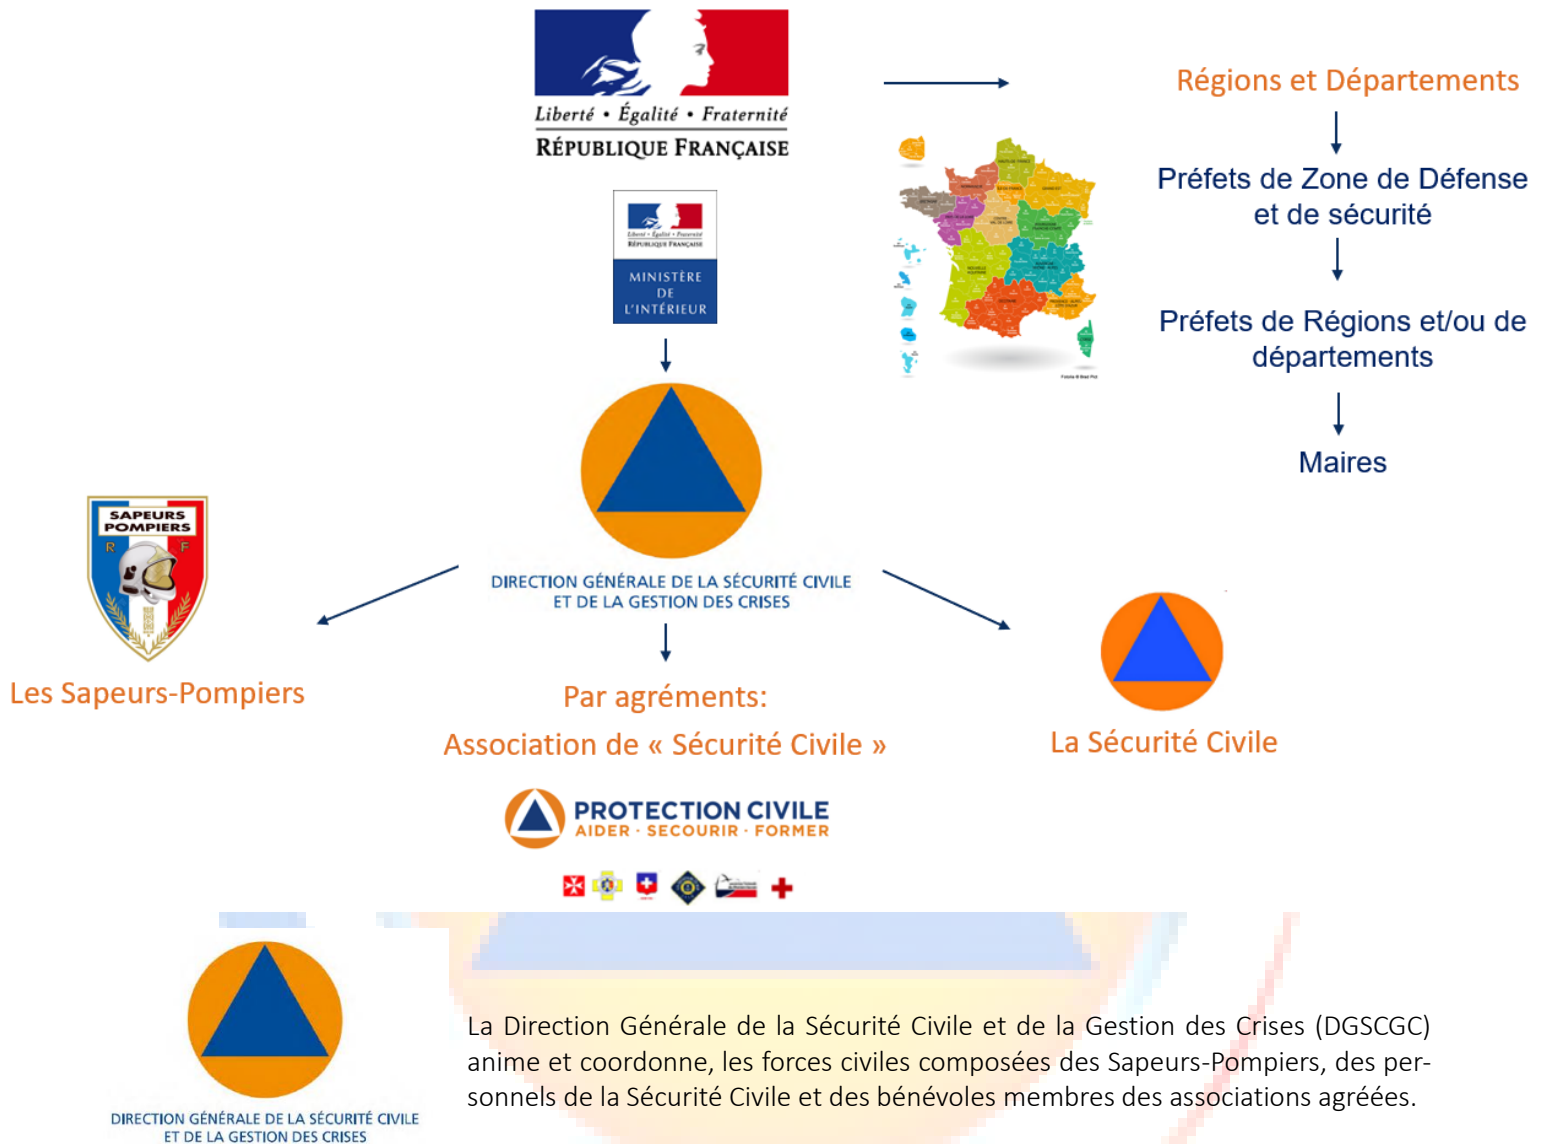 Liberté • Égalité • Fraternité
RÉPUBLIQUE FRANÇAISE
Régions et Départements
Préfets de Zone de Défense
et de sécurité
Préfets de Régions et/ou de
départements
Maires
Liberté • Égalité • Fraternité
RÉPUBLIQUE FRANÇAISE
MINISTÈRE
DE
L'INTÉRIEUR
DIRECTION GÉNÉRALE DE LA SÉCURITÉ CIVILE
ET DE LA GESTION DES CRISES
SAPEURS
POMPIERS
R F
Les Sapeurs-Pompiers
Par agréments:
Association de « Sécurité Civile »
La Sécurité Civile
PROTECTION CIVILE
AIDER · SECOURIR · FORMER
DIRECTION GÉNÉRALE DE LA SÉCURITÉ CIVILE
ET DE LA GESTION DES CRISES
La Direction Générale de la Sécurité Civile et de la Gestion des Crises (DGSCGC)
anime et coordonne, les forces civiles composées des Sapeurs-Pompiers, des per-
sonnels de la Sécurité Civile et des bénévoles membres des associations agréées.